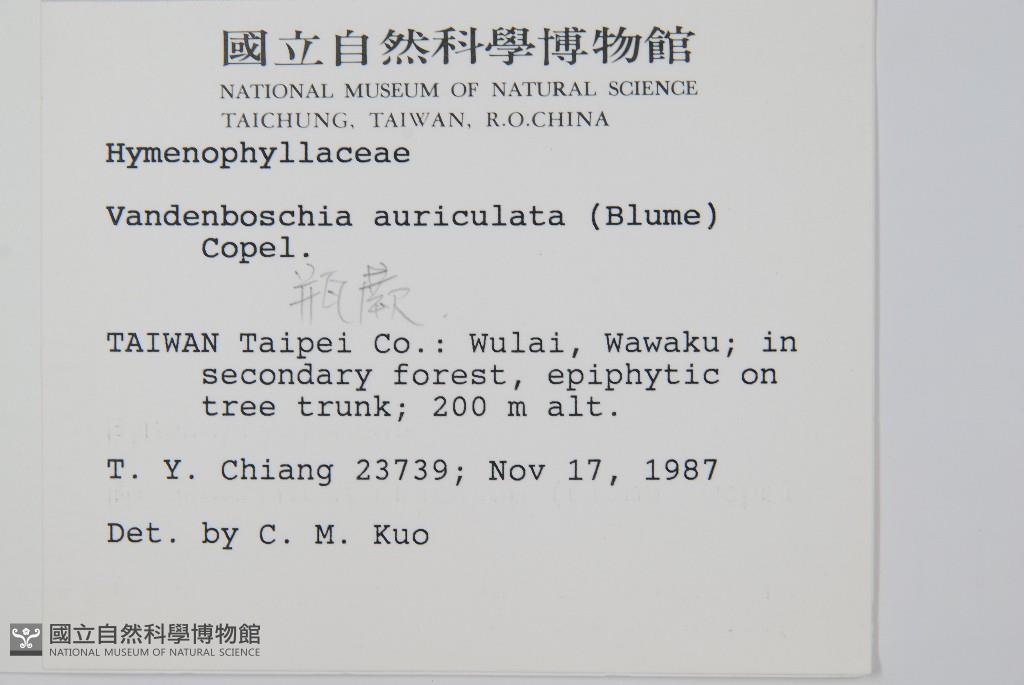 國立自然科學博物館
NATIONAL MUSEUM OF NATURAL SCIENCE
TAICHUNG, TAIWAN, R.O.CHINA
Hymenophyllaceae
Vandenboschia auriculata (Blume)
Copel.
瓶蕨.
TAIWAN Taipei Co.: Wulai, Wawaku; in
secondary forest, epiphytic on
tree trunk; 200 m alt.
T. Y. Chiang 23739; Nov 17, 1987
Det. by C. M. Kuo
國立自然科學博物館
NATIONAL MUSEUM OF NATURAL SCIENCE